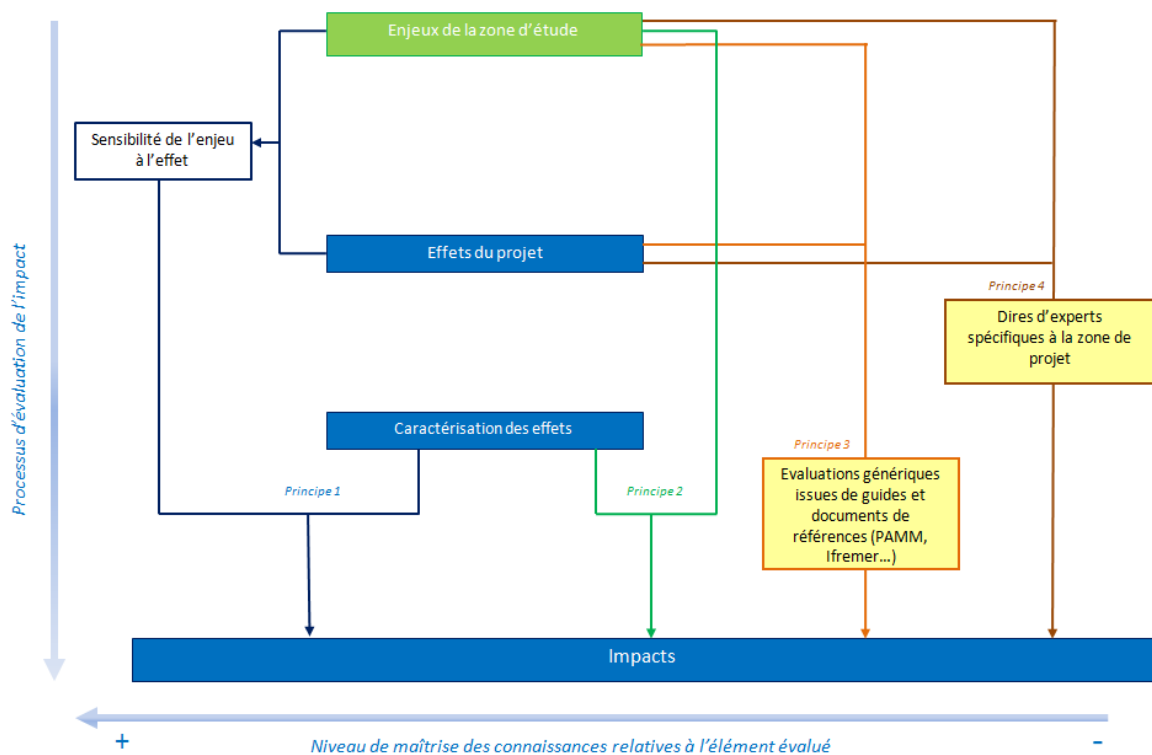 Enjeux de la zone d'étude
Sensibilité de l'enjeu
à l'effet
Effets du projet
Principe 4
Dires d'experts
spécifiques à la zone de
projet
Caractérisation des effets
Principe 3
Principe 1
Principe 2
Evaluations génériques
issues de guides et
documents de
références (PAMM,
Ifremer…)
Impacts
Processus d'évaluation de l'impact
+
Niveau de maîtrise des connaissances relatives à l'élément évalué
-